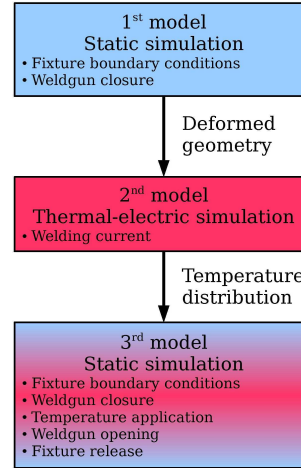 1st model
Static simulation
• Fixture boundary conditions
• Weldgun closure
Deformed
geometry
2nd model
Thermal-electric simulation
• Welding current
Temperature
distribution
3rd model
Static simulation
• Fixture boundary conditions
• Weldgun closure
• Temperature application
• Weldgun opening
• Fixture release